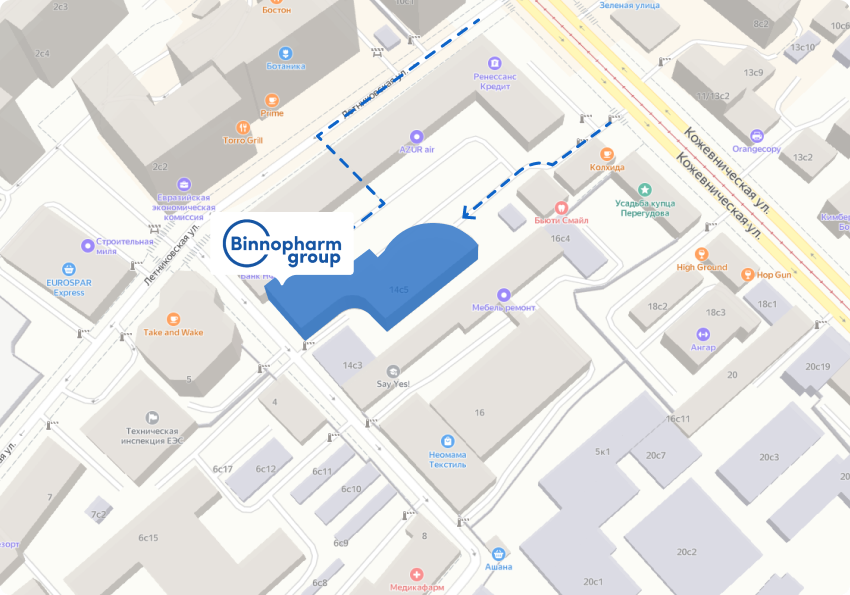 2с3
Бостон
10с1
Зеленая улица
8с2
2с4
Ботаника
Ренессанс
Кредит
13с10
13с9
Летниковская ул.
Prime
11/13с2
Torro Grill
AZUR air
Orangecopy
Кожевническая ул.
Кожевническая ул.
13с2
2с2
Колхида
Евразийская
экономическая
комиссия
Усадьба купца
Перегудова
Бьюти Смайл
Строительная
миля
Летниковская ул.
Binnopharm
group
16с4
High Ground
Hop Gun
EUROSPAR
Express
14с5
Мебель ремонт
18с1
18с2
18с3
Take and Wake
Ангар
14с3
20с19
Say Yes!
20
5
4
16
16с11
Техническая
инспекция ЕЭС
Неомама
Текстиль
5к1
20с7
20с3
6с17
6с12
6с11
6с10
7
7с2
6с15
6с9
8
20с2
Ашана
6с8
Медикафарм
20с1